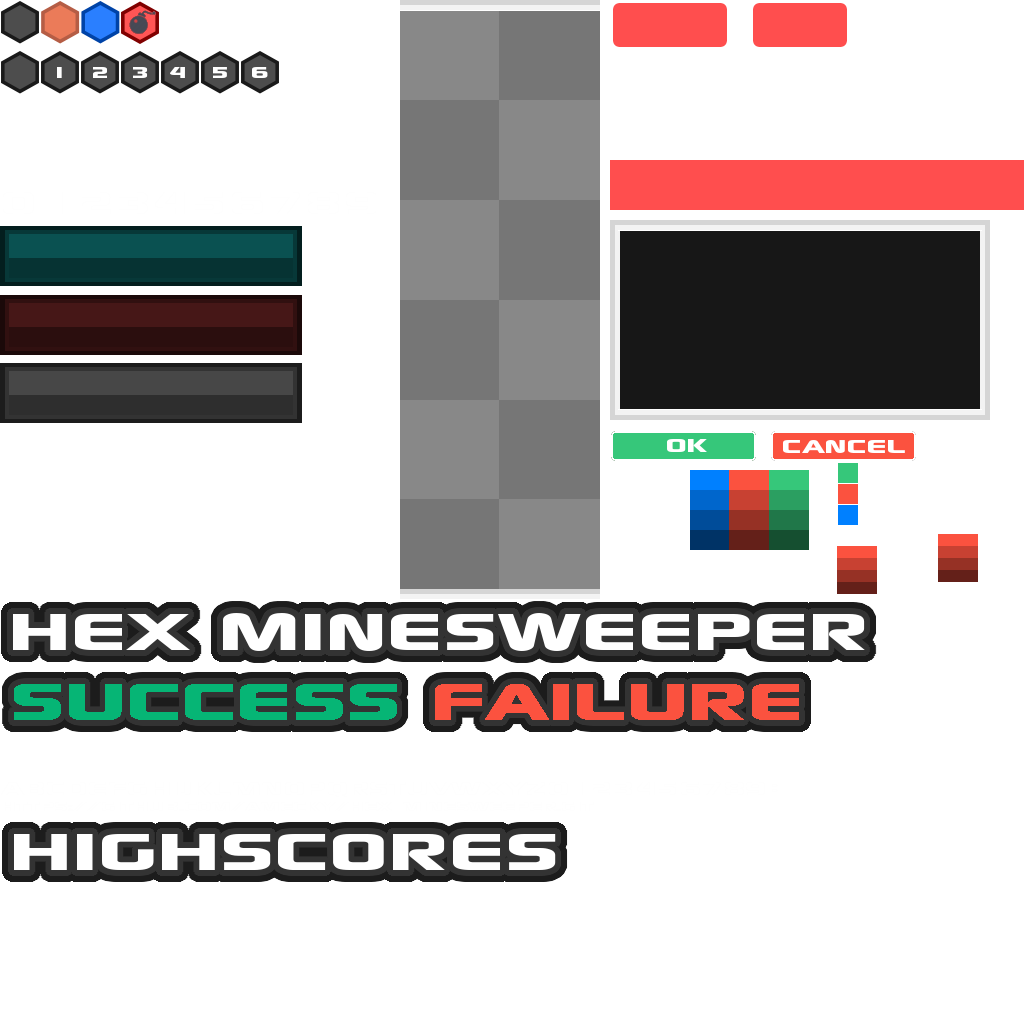 1 2 3 4 5 6
OK CANCEL
HEX MINESWEEPER
SUCCESS FAILURE
HIGHSCORES